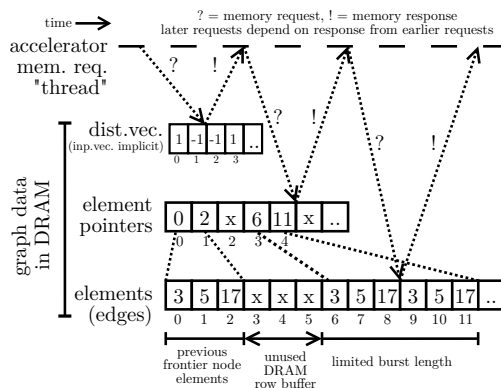 time
? = memory request, ! = memory response
later requests depend on response from earlier requests
accelerator
mem. req.
"thread"
? ! ? ! ? !
dist.vec.
(inp.vec. implicit)
1 -1 -1 1 ..
0 1 2 3
graph data
in DRAM
element
pointers
0 2 x 6 11 x ..
0 1 2 3 4
elements
(edges)
3 5 17 x x x 3 5 17 3 5 17 ..
0 1 2 3 4 5 6 7 8 9 10 11
previous
frontier node
elements
unused
DRAM
row buffer
limited burst length